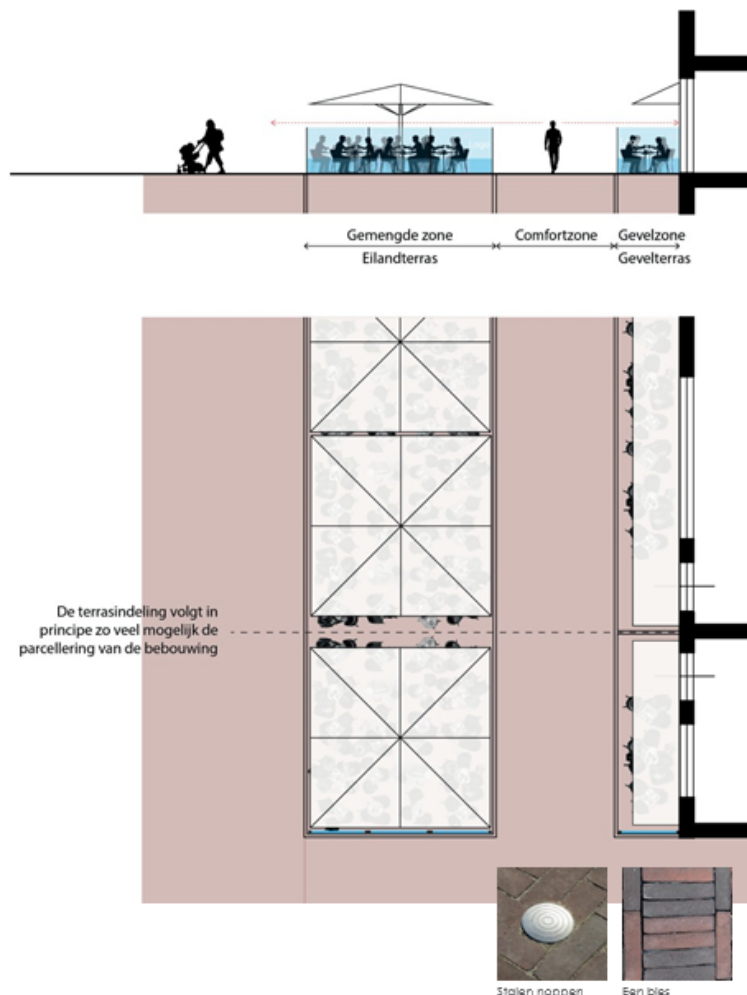 Gemengde zone
Eilandterras
Comfortzone
Gevelzone
Gevelterras
De terrasindeling volgt in
principe zo veel mogelijk de
parcellering van de bebouwing
Stalen noppen
Een bies